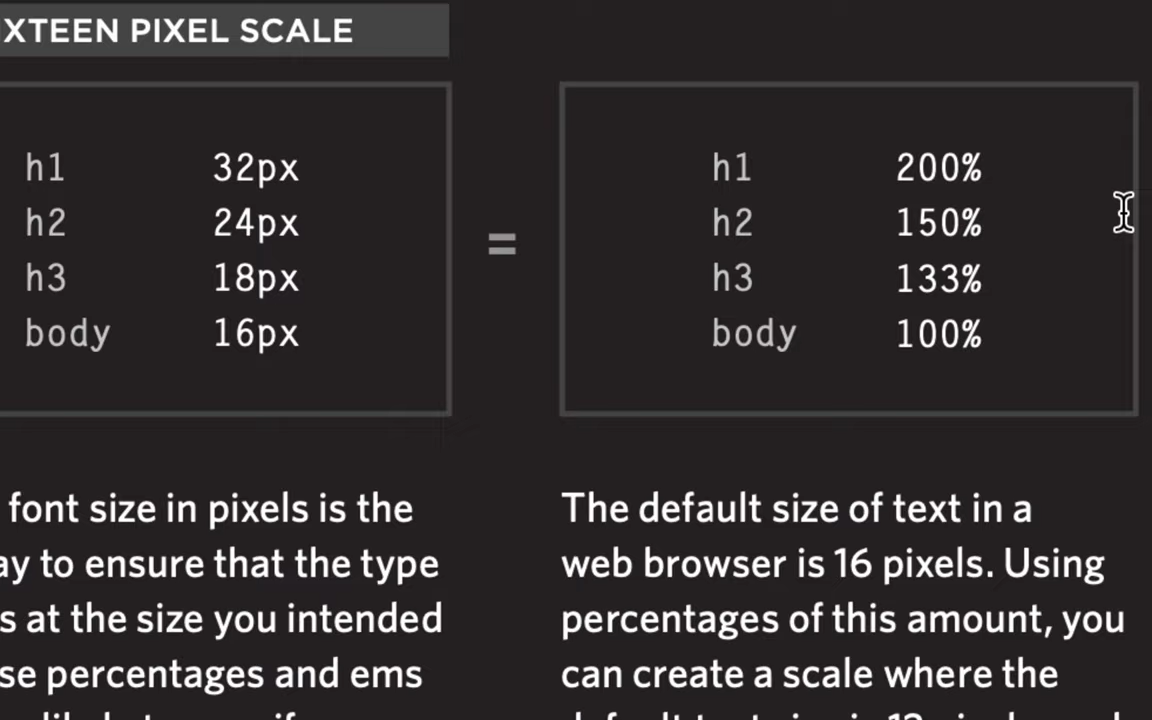 XTEEN PIXEL SCALE
h1 32px
h2 24px
h3 18px
body 16px
=
h1 200%
h2 150%
h3 133%
body 100%
font size in pixels is the
to ensure that the type
at the size you intended
percentages and ems
The default size of text in a
web browser is 16 pixels. Using
percentages of this amount, you
can create a scale where the